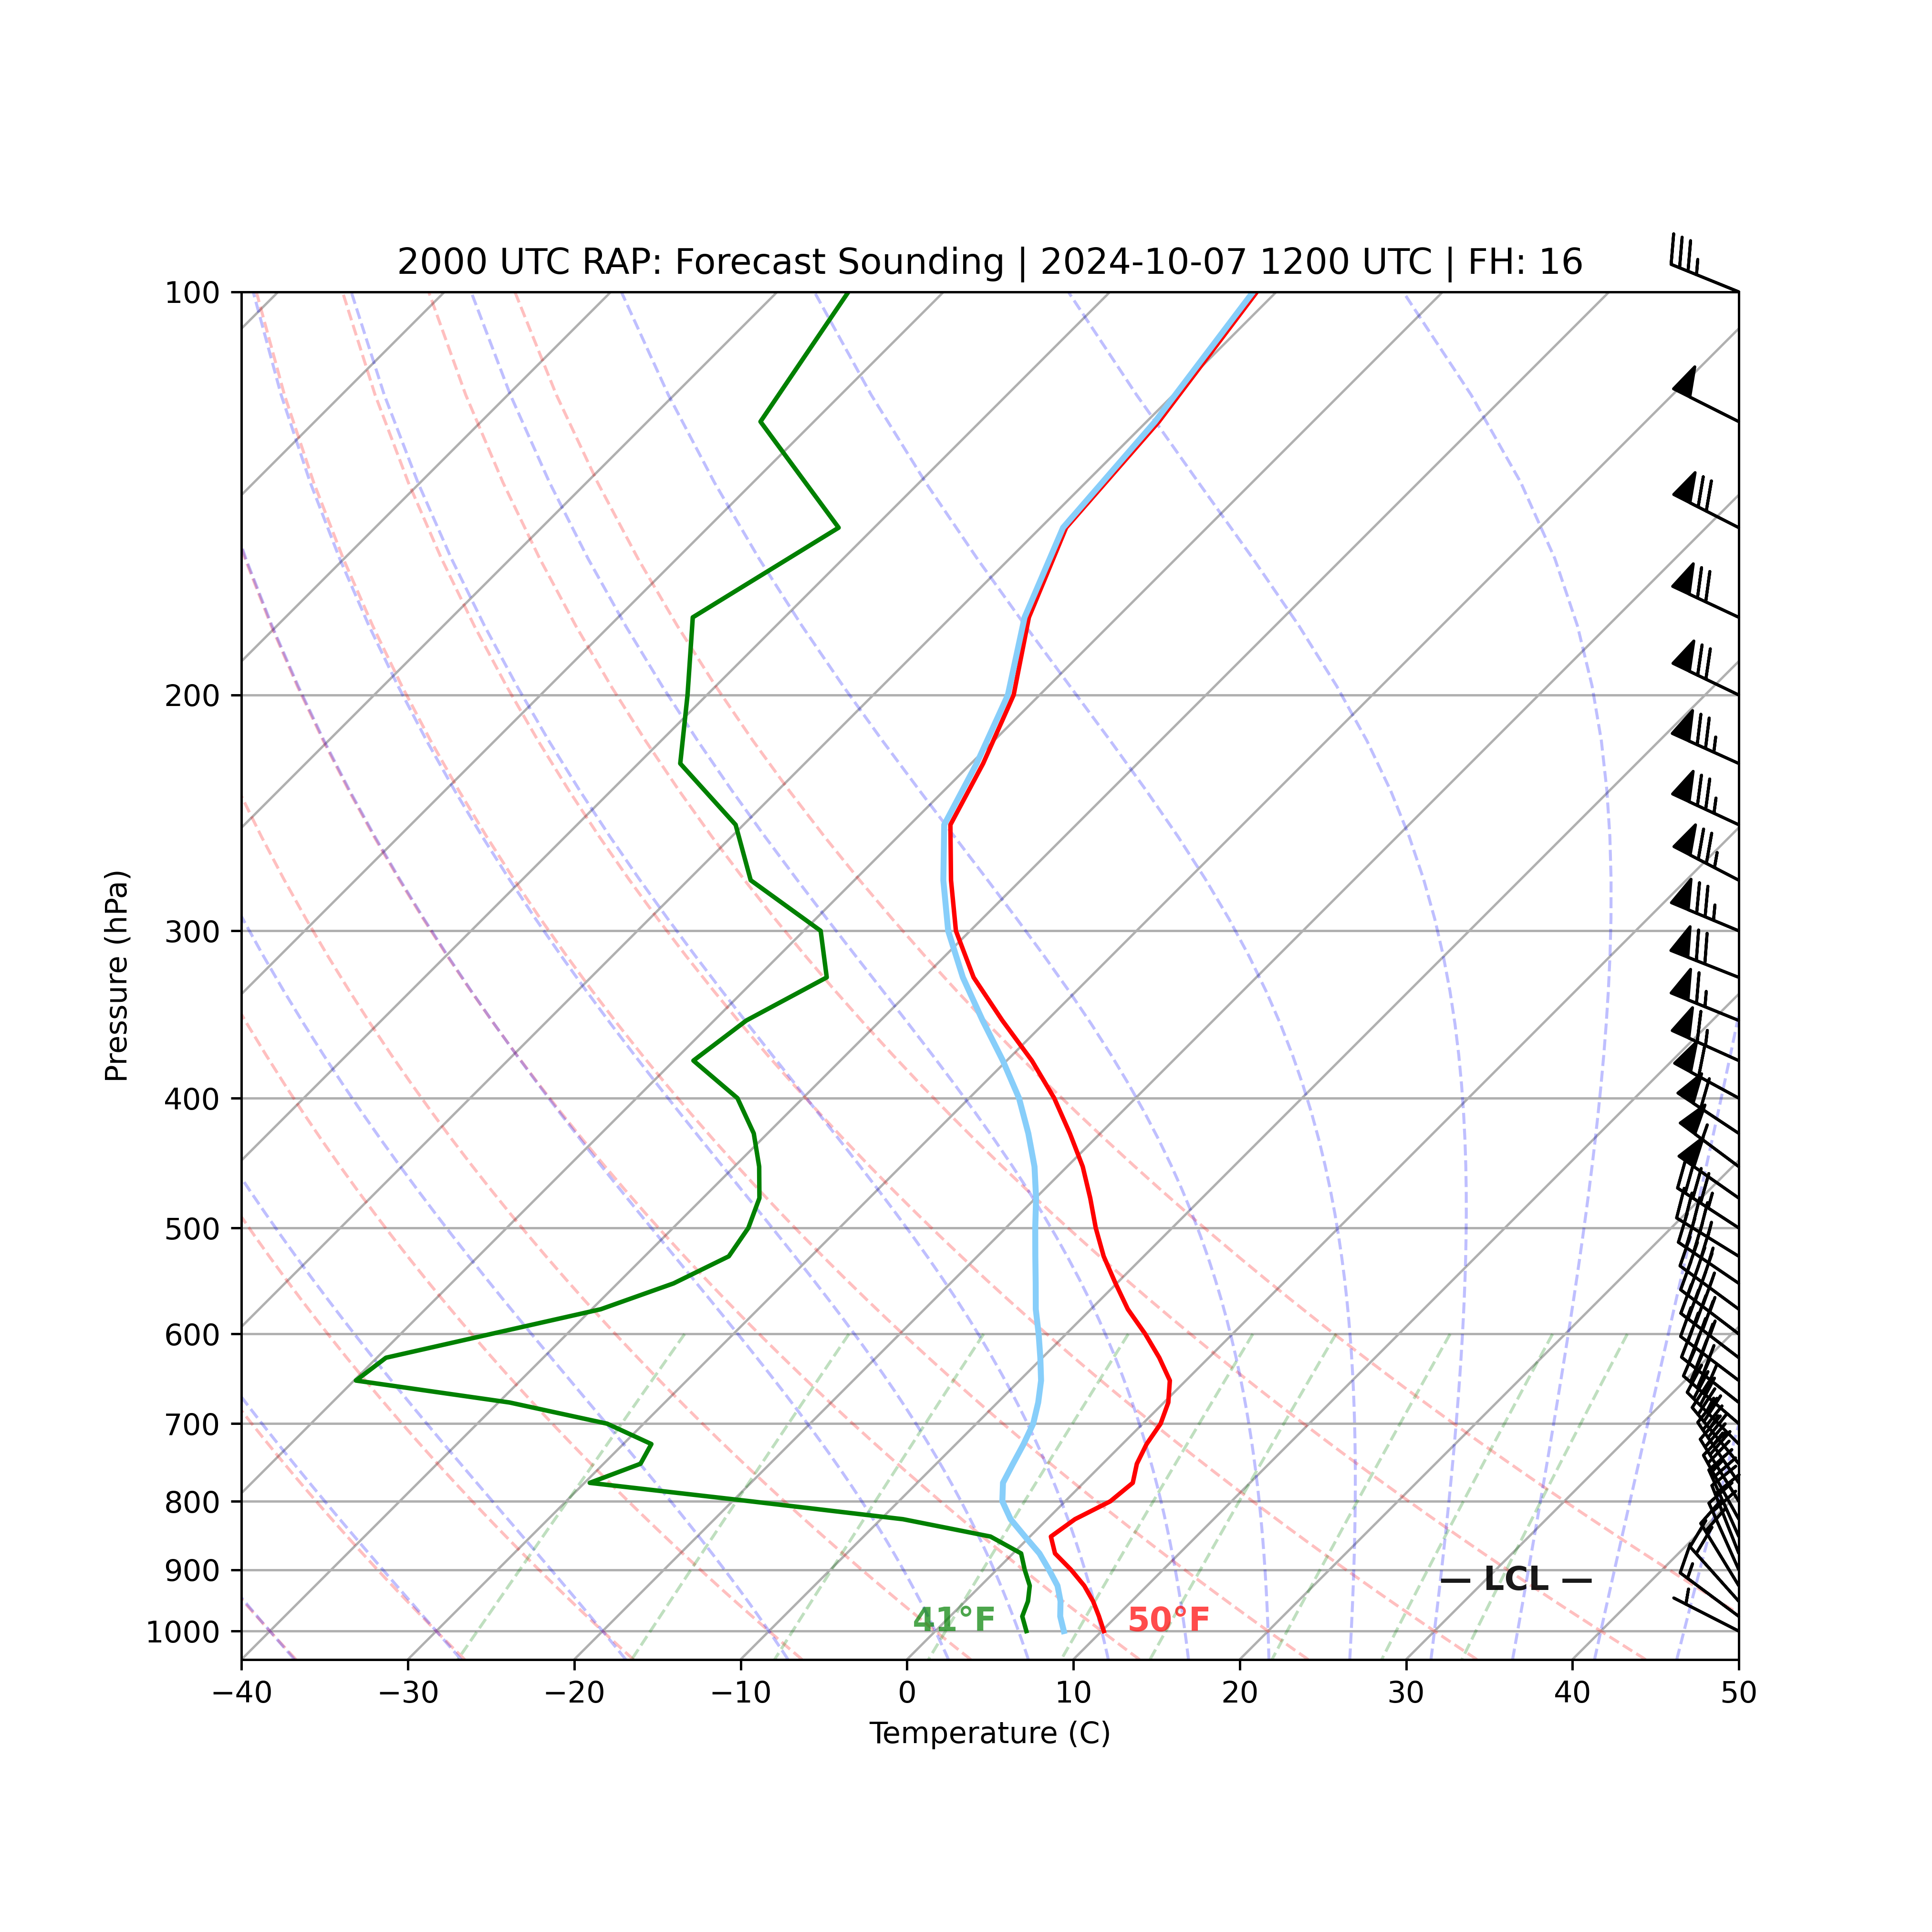 2000 UTC RAP: Forecast Sounding | 2024-10-07 1200 UTC | FH: 16
100
200
300
400
500
600
700
800
900
1000
Pressure (hPa)
— LCL —
41°F 50°F
−40 −30 −20 −10 0 10 20 30 40 50
Temperature (C)